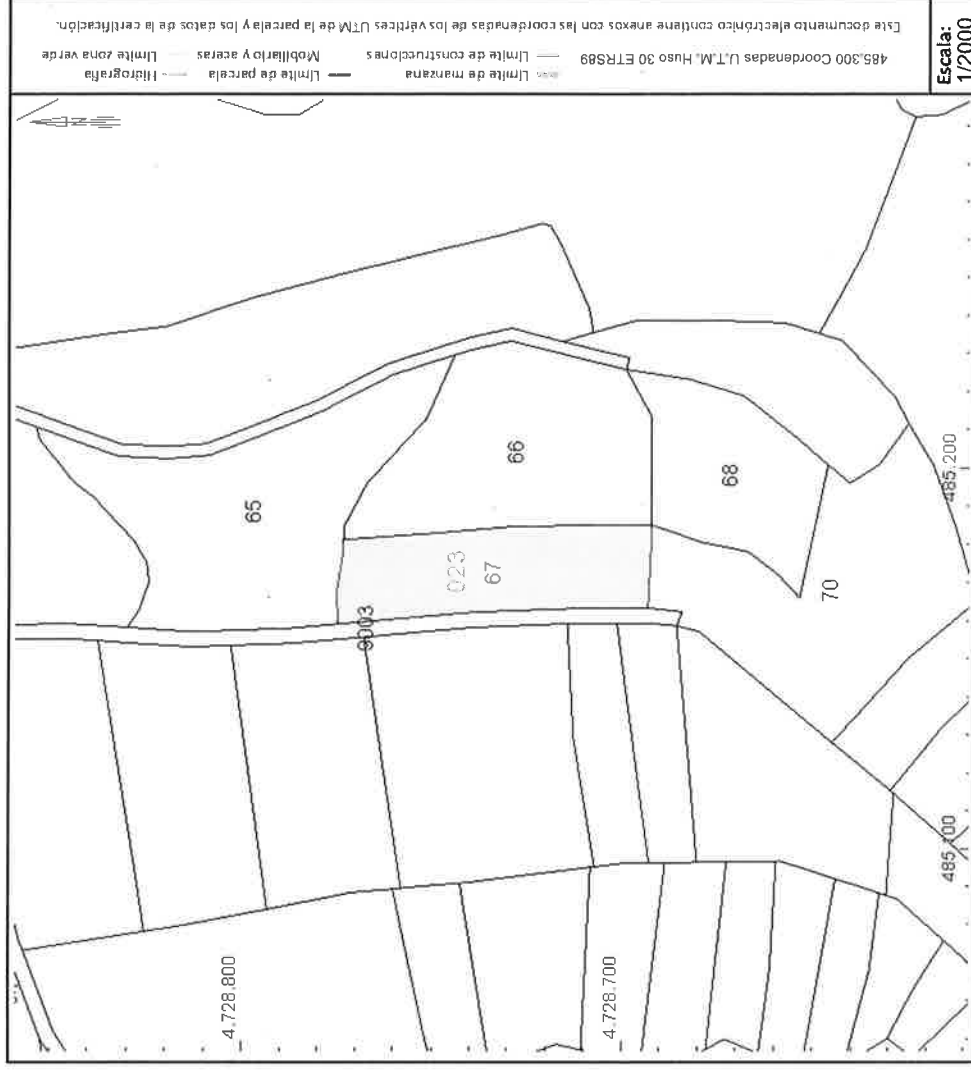 Este documento electrónico contiene anexos con las coordenadas de los vértices UTM de la parcela y los datos de la certificación.
485.300 Coordenadas U.T.M. Huso 30 ETRS89
Límite de manzana
Límite de construcciones
Límite de parcela
Mobiliario y aceras
Hidrografía
Límite zona verde
Escala:
1/2000
N
65
66
023
67
68
9003
70
485.200
485.100
4.728.800
4.728.700